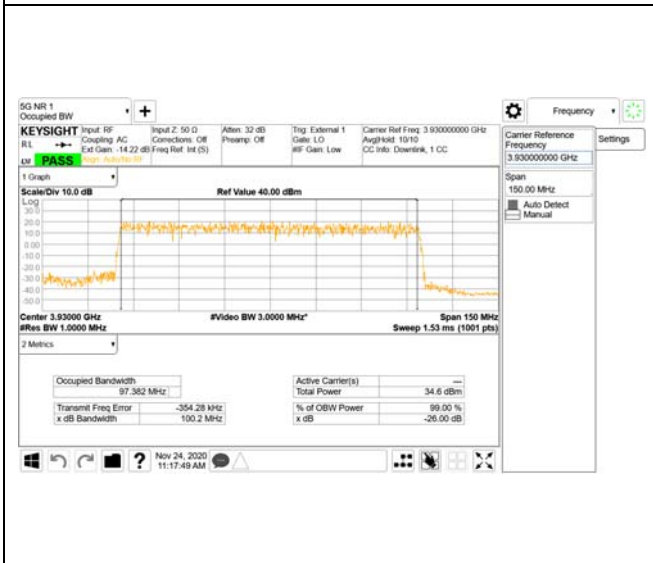 5G NR 1
Occupied BW
+
Frequency
KEYSIGHT Input: RF Input Z: 50 Ω Atten: 32 dB Trig: External 1 Carrier Ref Freq: 3.930000000 GHz
RL Coupling: AC Corrections: Off Preamp: Off Gate: LO Avg|Hold: 10/10
Ext Gain: -14.22 dB Freq Ref: Int (S) #IF Gain: Low CC Info: Downlink, 1 CC
PASS Align: Auto/No RF
Carrier Reference
Frequency
3.930000000 GHz
Settings
Span
150.00 MHz
Auto Detect
Manual
1 Graph
Scale/Div 10.0 dB Ref Value 40.00 dBm
Log
30.0
20.0
10.0
0.00
-10.0
-20.0
-30.0
-40.0
-50.0
Center 3.93000 GHz #Video BW 3.0000 MHz* Span 150 MHz
#Res BW 1.0000 MHz Sweep 1.53 ms (1001 pts)
2 Metrics
Occupied Bandwidth Active Carrier(s) ---
97.382 MHz Total Power 34.6 dBm
Transmit Freq Error -354.28 kHz % of OBW Power 99.00 %
x dB Bandwidth 100.2 MHz x dB -26.00 dB
? Nov 24, 2020
11:17:49 AM